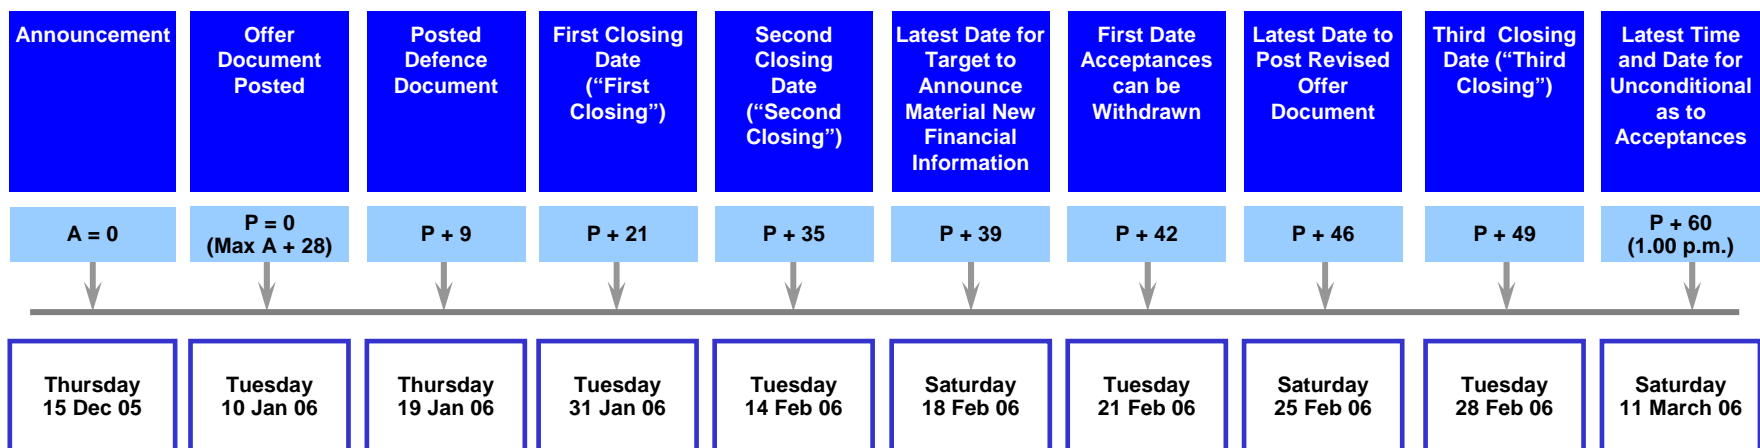 Announcement
Offer
Document
Posted
Posted
Defence
Document
First Closing
Date
(“First
Closing”)
Second
Closing
Date
(“Second
Closing”)
Latest Date for
Target to
Announce
Material New
Financial
Information
First Date
Acceptances
can be
Withdrawn
Latest Date to
Post Revised
Offer
Document
Third Closing
Date (“Third
Closing”)
Latest Time
and Date for
Unconditional
as to
Acceptances
A = 0
P = 0
(Max A + 28)
P + 9
P + 21
P + 35
P + 39
P + 42
P + 46
P + 49
P + 60
(1.00 p.m.)
Thursday
15 Dec 05
Tuesday
10 Jan 06
Thursday
19 Jan 06
Tuesday
31 Jan 06
Tuesday
14 Feb 06
Saturday
18 Feb 06
Tuesday
21 Feb 06
Saturday
25 Feb 06
Tuesday
28 Feb 06
Saturday
11 March 06